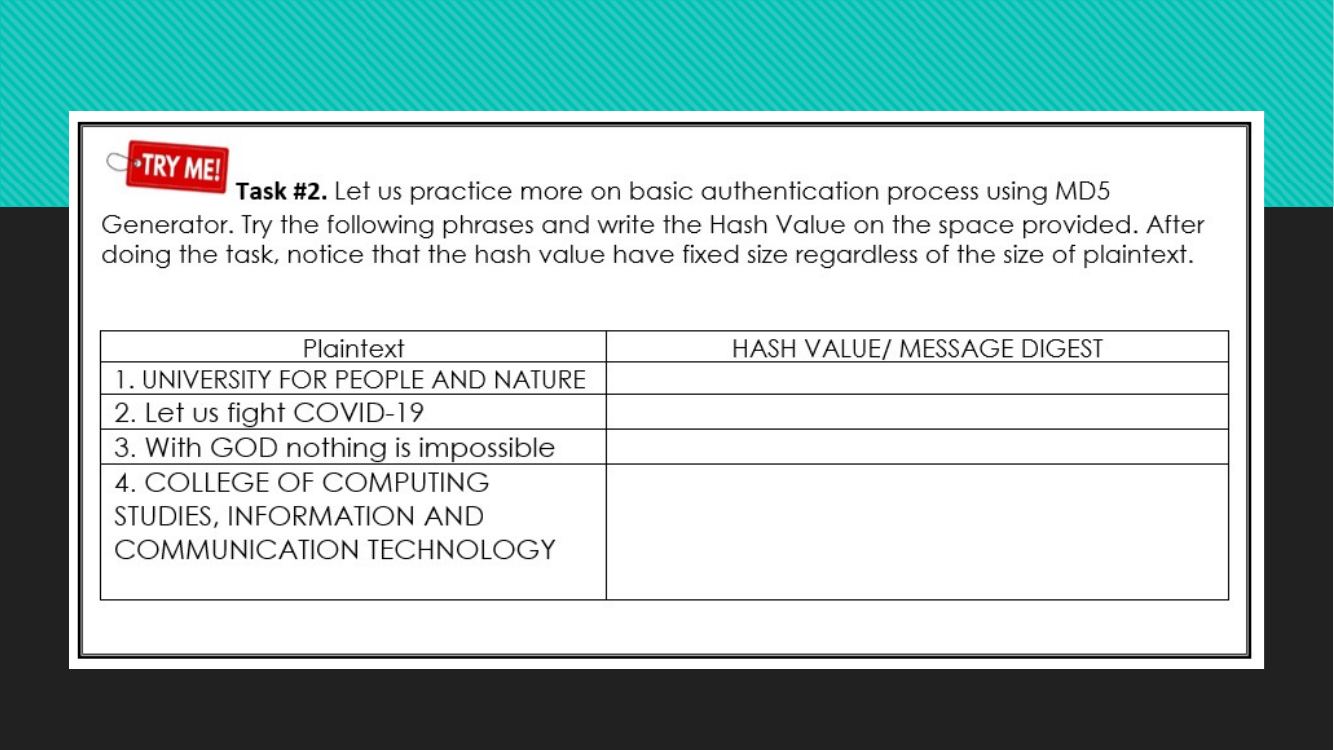 TRY ME!
Task #2. Let us practice more on basic authentication process using MD5
Generator. Try the following phrases and write the Hash Value on the space provided. After
doing the task, notice that the hash value have fixed size regardless of the size of plaintext.
Plaintext HASH VALUE/ MESSAGE DIGEST
1. UNIVERSITY FOR PEOPLE AND NATURE
2. Let us fight COVID-19
3. With GOD nothing is impossible
4. COLLEGE OF COMPUTING
STUDIES, INFORMATION AND
COMMUNICATION TECHNOLOGY